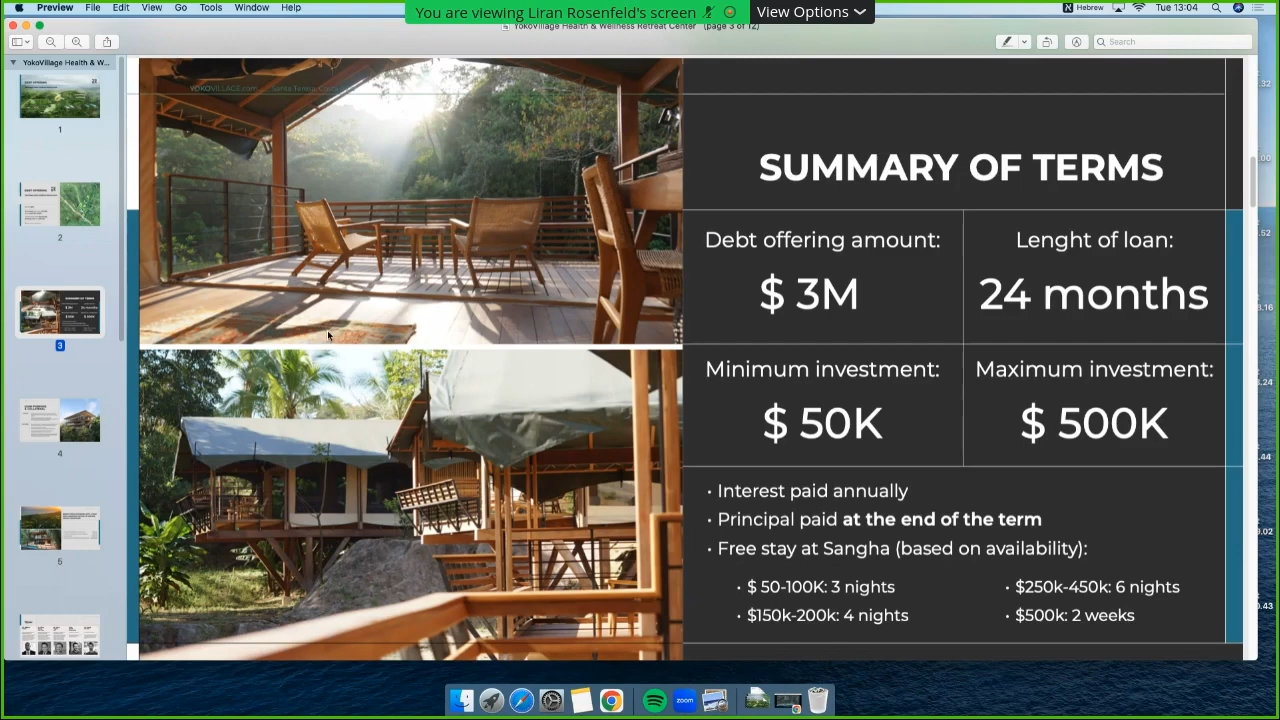 You are viewing Liran Rosenfeld's screen
View Options
Preview File Edit View Go Tools Window Help
Hebrew
Tue 13:04
YokoVillage Health & Wellness Retreat Center (page 3 of 12)
Search
YokoVillage Health & W...
1
2
3
4
5
YOKOVILLAGE.com
SUMMARY OF TERMS
Debt offering amount:
$ 3M
Lenght of loan:
24 months
Minimum investment:
$ 50K
Maximum investment:
$ 500K
• Interest paid annually
• Principal paid at the end of the term
• Free stay at Sangha (based on availability):
• $ 50-100K: 3 nights
• $150k-200k: 4 nights
• $250k-450k: 6 nights
• $500k: 2 weeks
zoom